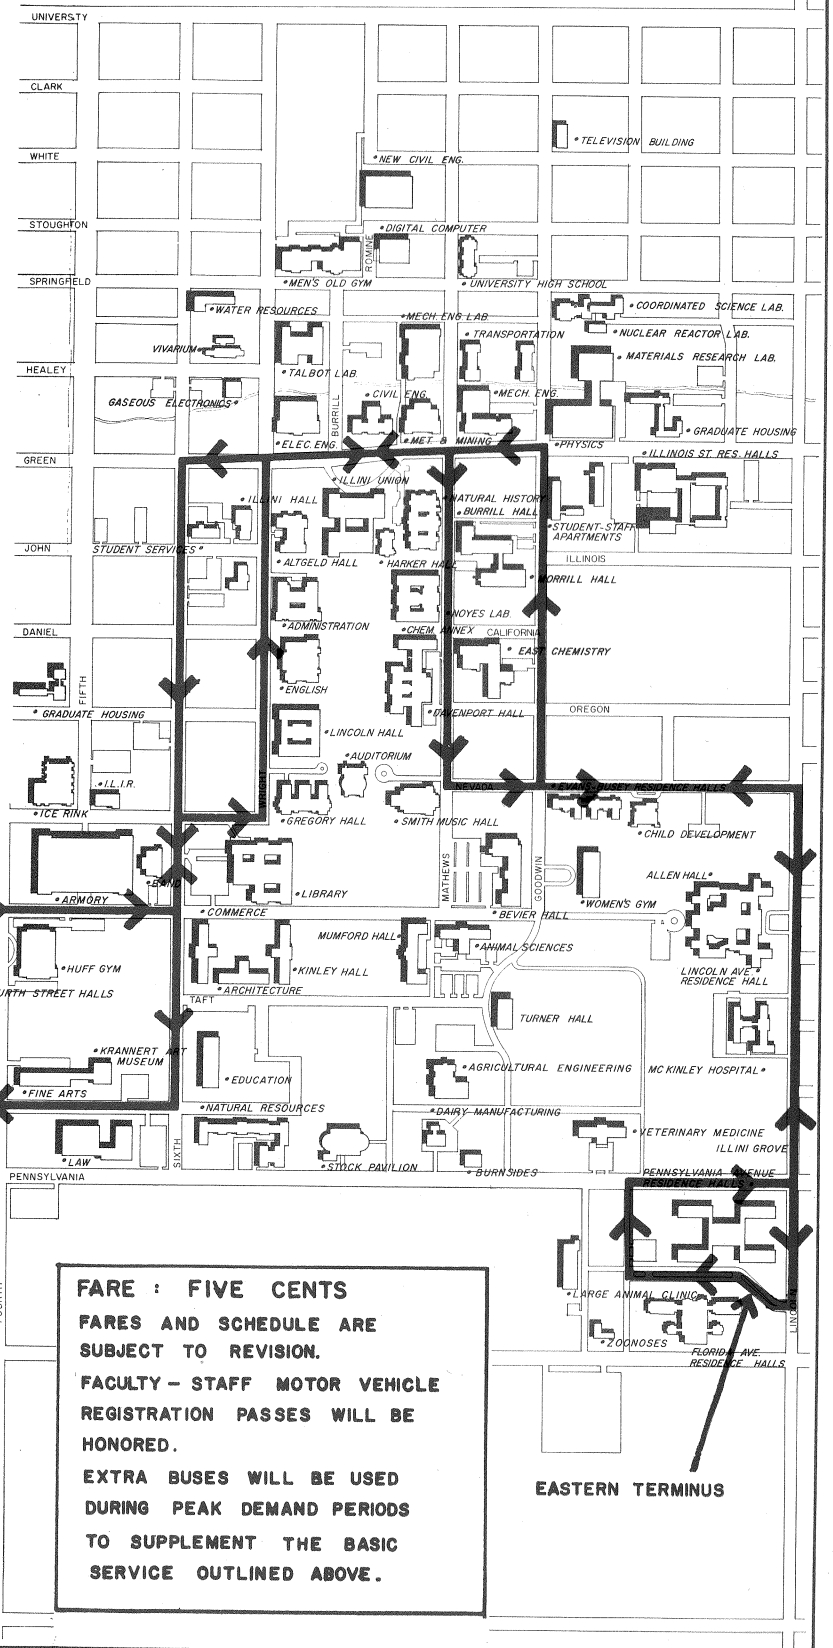 UNIVERSITY
CLARK
TELEVISION BUILDING
WHITE
NEW CIVIL ENG.
STOUGHTON
DIGITAL COMPUTER
ROMINE
SPRINGFIELD
MEN'S OLD GYM
UNIVERSITY HIGH SCHOOL
WATER RESOURCES
COORDINATED SCIENCE LAB.
MECH. ENG. LAB.
TRANSPORTATION
NUCLEAR REACTOR LAB.
VIVARIUM
MATERIALS RESEARCH LAB.
HEALEY
TALBOT LAB.
GASEOUS ELECTRONICS
CIVIL ENG.
MECH. ENG.
BURRILL
GRADUATE HOUSING
ELEC. ENG.
MET & MINING
PHYSICS
GREEN
ILLINOIS ST. RES. HALLS
ILLINI UNION
ILLINI HALL
NATURAL HISTORY
BURRILL HALL
STUDENT-STAFF
APARTMENTS
JOHN
STUDENT SERVICES
ALTGELD HALL
HARKER HALL
ILLINOIS
MORRILL HALL
NOYES LAB.
DANIEL
ADMINISTRATION
CHEM. ANNEX
CALIFORNIA
EAST CHEMISTRY
FIFTH
ENGLISH
GRADUATE HOUSING
DAVENPORT HALL
OREGON
LINCOLN HALL
AUDITORIUM
I.L.I.R.
WRIGHT
NEVADA
EVANS-BUSEY RESIDENCE HALLS
ICE RINK
GREGORY HALL
SMITH MUSIC HALL
CHILD DEVELOPMENT
MATHEWS
GOODWIN
ALLEN HALL
BAND
LIBRARY
ARMORY
WOMEN'S GYM
COMMERCE
BEVIER HALL
MUMFORD HALL
ANIMAL SCIENCES
HUFF GYM
KINLEY HALL
LINCOLN AVE.
RESIDENCE HALL
URTH STREET HALLS
ARCHITECTURE
TAFT
TURNER HALL
KRANNERT ART
MUSEUM
AGRICULTURAL ENGINEERING
MC KINLEY HOSPITAL
EDUCATION
FINE ARTS
NATURAL RESOURCES
DAIRY MANUFACTURING
VETERINARY MEDICINE
ILLINI GROVE
SIXTH
LAW
STOCK PAVILION
BURNSIDES
PENNSYLVANIA
PENNSYLVANIA AVENUE
RESIDENCE HALLS
LARGE ANIMAL CLINIC
LINCOLN
ZOONOSES
FLORIDA AVE.
RESIDENCE HALLS
EASTERN TERMINUS
FARE : FIVE CENTS
FARES AND SCHEDULE ARE
SUBJECT TO REVISION.
FACULTY – STAFF MOTOR VEHICLE
REGISTRATION PASSES WILL BE
HONORED.
EXTRA BUSES WILL BE USED
DURING PEAK DEMAND PERIODS
TO SUPPLEMENT THE BASIC
SERVICE OUTLINED ABOVE.